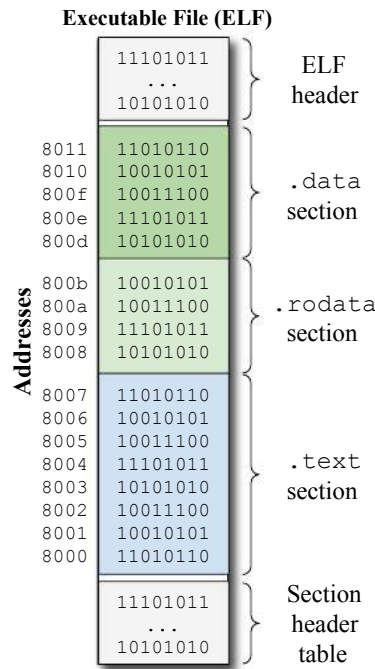 Executable File (ELF)
11101011
...
10101010
ELF
header
8011 11010110
8010 10010101
800f 10011100
800e 11101011
800d 10101010
.data
section
800b 10010101
800a 10011100
8009 11101011
8008 10101010
.rodata
section
Addresses
8007 11010110
8006 10010101
8005 10011100
8004 11101011
8003 10101010
8002 10011100
8001 10010101
8000 11010110
.text
section
11101011
...
10101010
Section
header
table